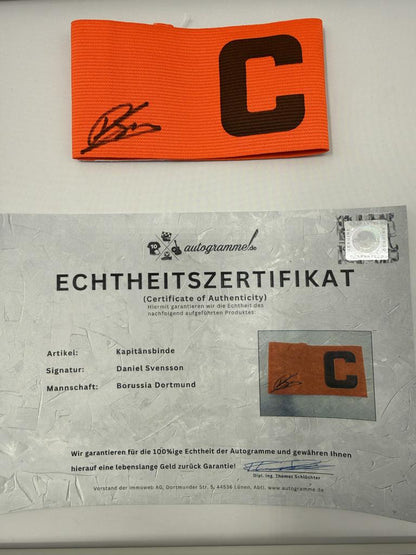 C
10
autogramme.de
ECHTHEITSZERTIFIKAT
(Certificate of Authenticity)
Hiermit garantieren wir die Echtheit des
nachfolgend aufgeführten Produktes:
Artikel: Kapitänsbinde
Signatur: Daniel Svensson
Mannschaft: Borussia Dortmund
C
Wir garantieren für die 100%ige Echtheit der Autogramme und gewähren Ihnen
hierauf eine lebenslange Geld zurück Garantie!
Dipl. Ing. Thomas Schlüchter
Vorstand der immoweb AG, Dortmunder Str. 5, 44536 Lünen, Abtl. www.autogramme.de